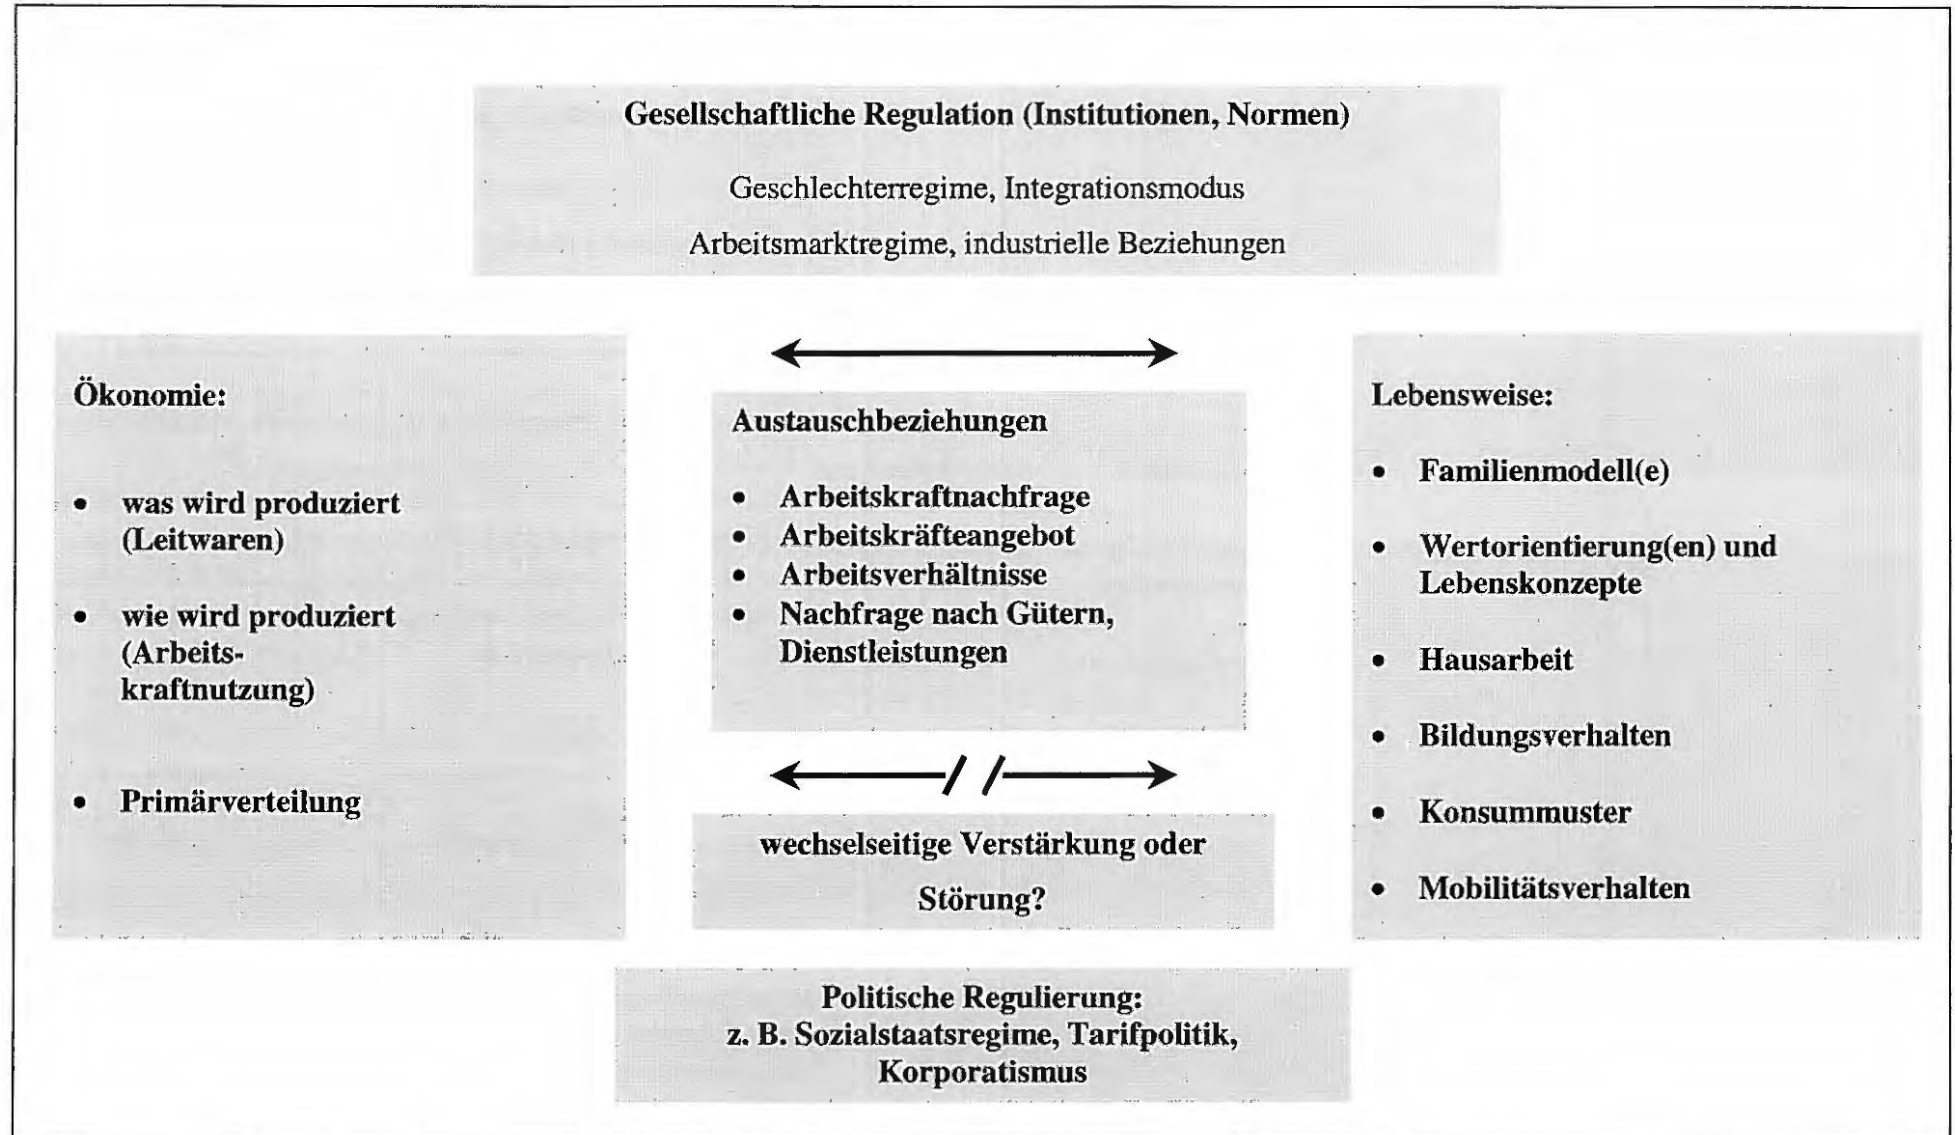 Gesellschaftliche Regulation (Institutionen, Normen)
Geschlechterregime, Integrationsmodus
Arbeitsmarktregime, industrielle Beziehungen
Ökonomie:
• was wird produziert
(Leitwaren)
• wie wird produziert
(Arbeits-
kraftnutzung)
• Primärverteilung
Austauschbeziehungen
• Arbeitskraftnachfrage
• Arbeitskräfteangebot
• Arbeitsverhältnisse
• Nachfrage nach Gütern,
Dienstleistungen
wechselseitige Verstärkung oder
Störung?
Lebensweise:
• Familienmodell(e)
• Wertorientierung(en) und
Lebenskonzepte
• Hausarbeit
• Bildungsverhalten
• Konsummuster
• Mobilitätsverhalten
Politische Regulierung:
z. B. Sozialstaatsregime, Tarifpolitik,
Korporatismus